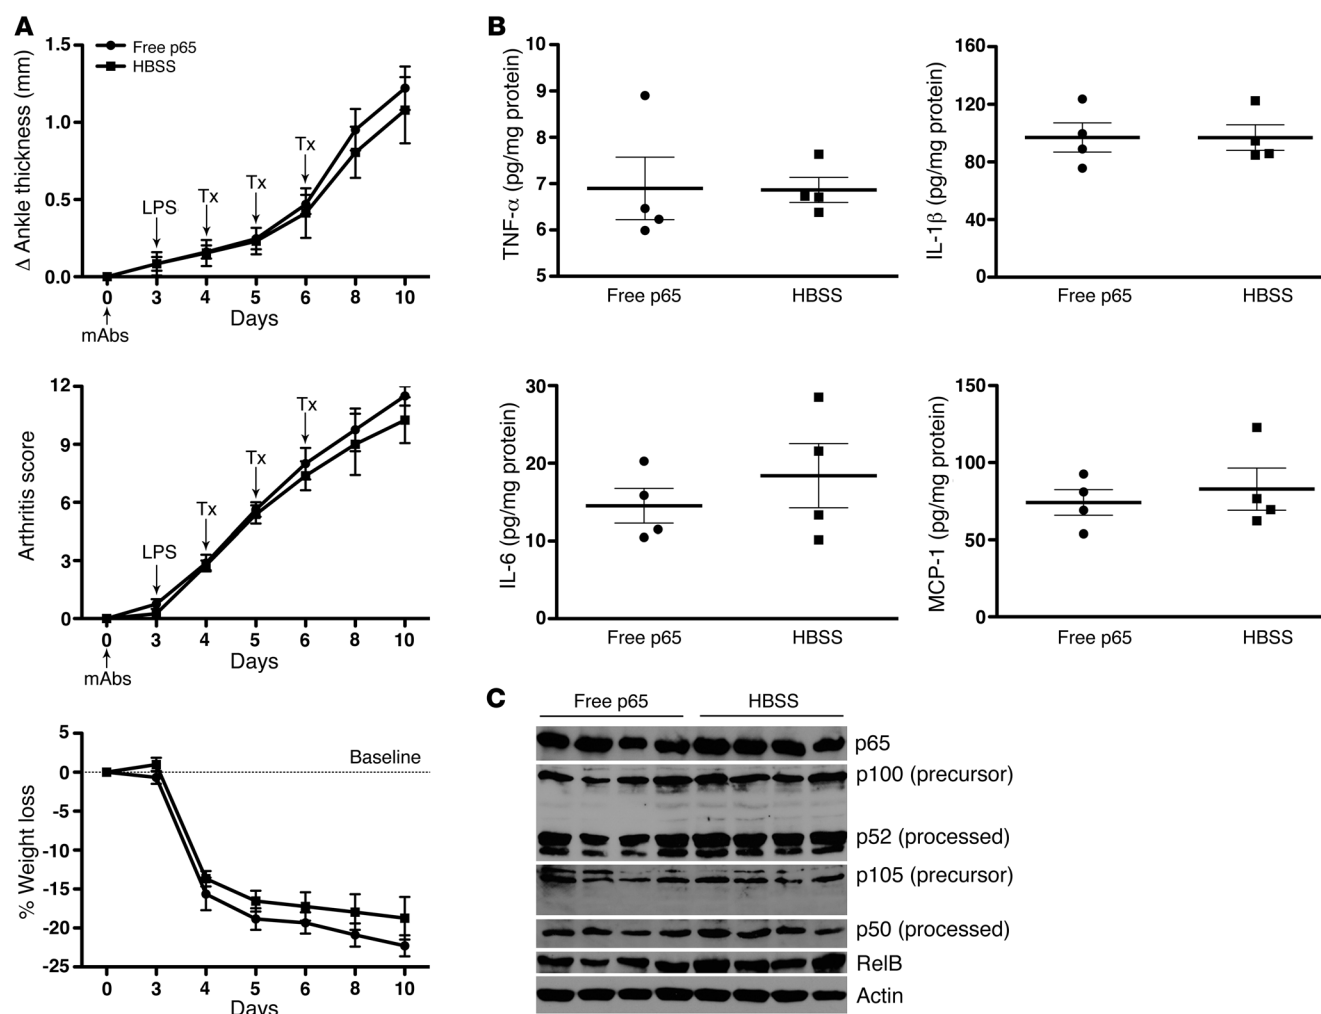 A
Free p65
HBSS
Δ Ankle thickness (mm)
1.5
1.0
0.5
0.0
LPS
Tx
Tx
Tx
0 3 4 5 6 8 10
Days
mAbs
Arthritis score
12
9
6
3
0
LPS
Tx
Tx
Tx
0 3 4 5 6 8 10
Days
mAbs
% Weight loss
5
0
-5
-10
-15
-20
-25
Baseline
0 3 4 5 6 8 10
Days
B
TNF-α (pg/mg protein)
10
9
8
7
6
5
Free p65 HBSS
IL-1β (pg/mg protein)
160
120
80
40
0
Free p65 HBSS
IL-6 (pg/mg protein)
30
20
10
0
Free p65 HBSS
MCP-1 (pg/mg protein)
150
100
50
0
Free p65 HBSS
C
Free p65 HBSS
p65
p100 (precursor)
p52 (processed)
p105 (precursor)
p50 (processed)
RelB
Actin